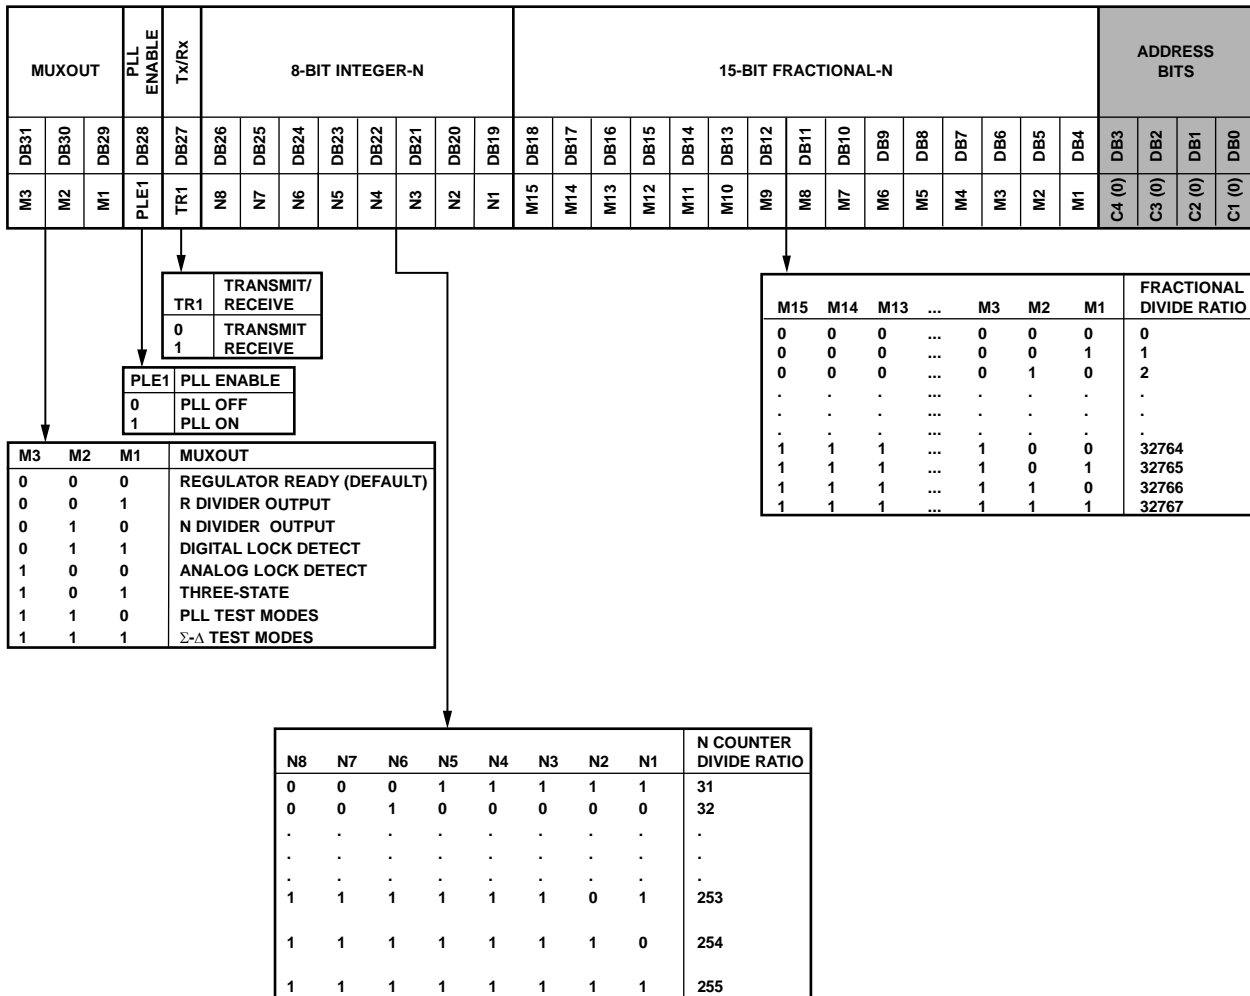 MUXOUT
PLL ENABLE
Tx/Rx
8-BIT INTEGER-N
15-BIT FRACTIONAL-N
ADDRESS BITS
DB31 DB30 DB29 DB28 DB27 DB26 DB25 DB24 DB23 DB22 DB21 DB20 DB19 DB18 DB17 DB16 DB15 DB14 DB13 DB12 DB11 DB10 DB9 DB8 DB7 DB6 DB5 DB4 DB3 DB2 DB1 DB0
M3 M2 M1 PLE1 TR1 N8 N7 N6 N5 N4 N3 N2 N1 M15 M14 M13 M12 M11 M10 M9 M8 M7 M6 M5 M4 M3 M2 M1 C4 (0) C3 (0) C2 (0) C1 (0)
TR1 TRANSMIT/ RECEIVE
0 TRANSMIT
1 RECEIVE
PLE1 PLL ENABLE
0 PLL OFF
1 PLL ON
M3 M2 M1 MUXOUT
0 0 0 REGULATOR READY (DEFAULT)
0 0 1 R DIVIDER OUTPUT
0 1 0 N DIVIDER OUTPUT
0 1 1 DIGITAL LOCK DETECT
1 0 0 ANALOG LOCK DETECT
1 0 1 THREE-STATE
1 1 0 PLL TEST MODES
1 1 1 Σ-Δ TEST MODES
M15 M14 M13 ... M3 M2 M1 FRACTIONAL DIVIDE RATIO
0 0 0 ... 0 0 0 0
0 0 0 ... 0 0 1 1
0 0 0 ... 0 1 0 2
. . . ... . . . .
. . . ... . . . .
. . . ... . . . .
1 1 1 ... 1 0 0 32764
1 1 1 ... 1 0 1 32765
1 1 1 ... 1 1 0 32766
1 1 1 ... 1 1 1 32767
N8 N7 N6 N5 N4 N3 N2 N1 N COUNTER DIVIDE RATIO
0 0 0 1 1 1 1 1 31
0 0 1 0 0 0 0 0 32
. . . . . . . . .
. . . . . . . . .
. . . . . . . . .
1 1 1 1 1 1 0 1 253
1 1 1 1 1 1 1 0 254
1 1 1 1 1 1 1 1 255